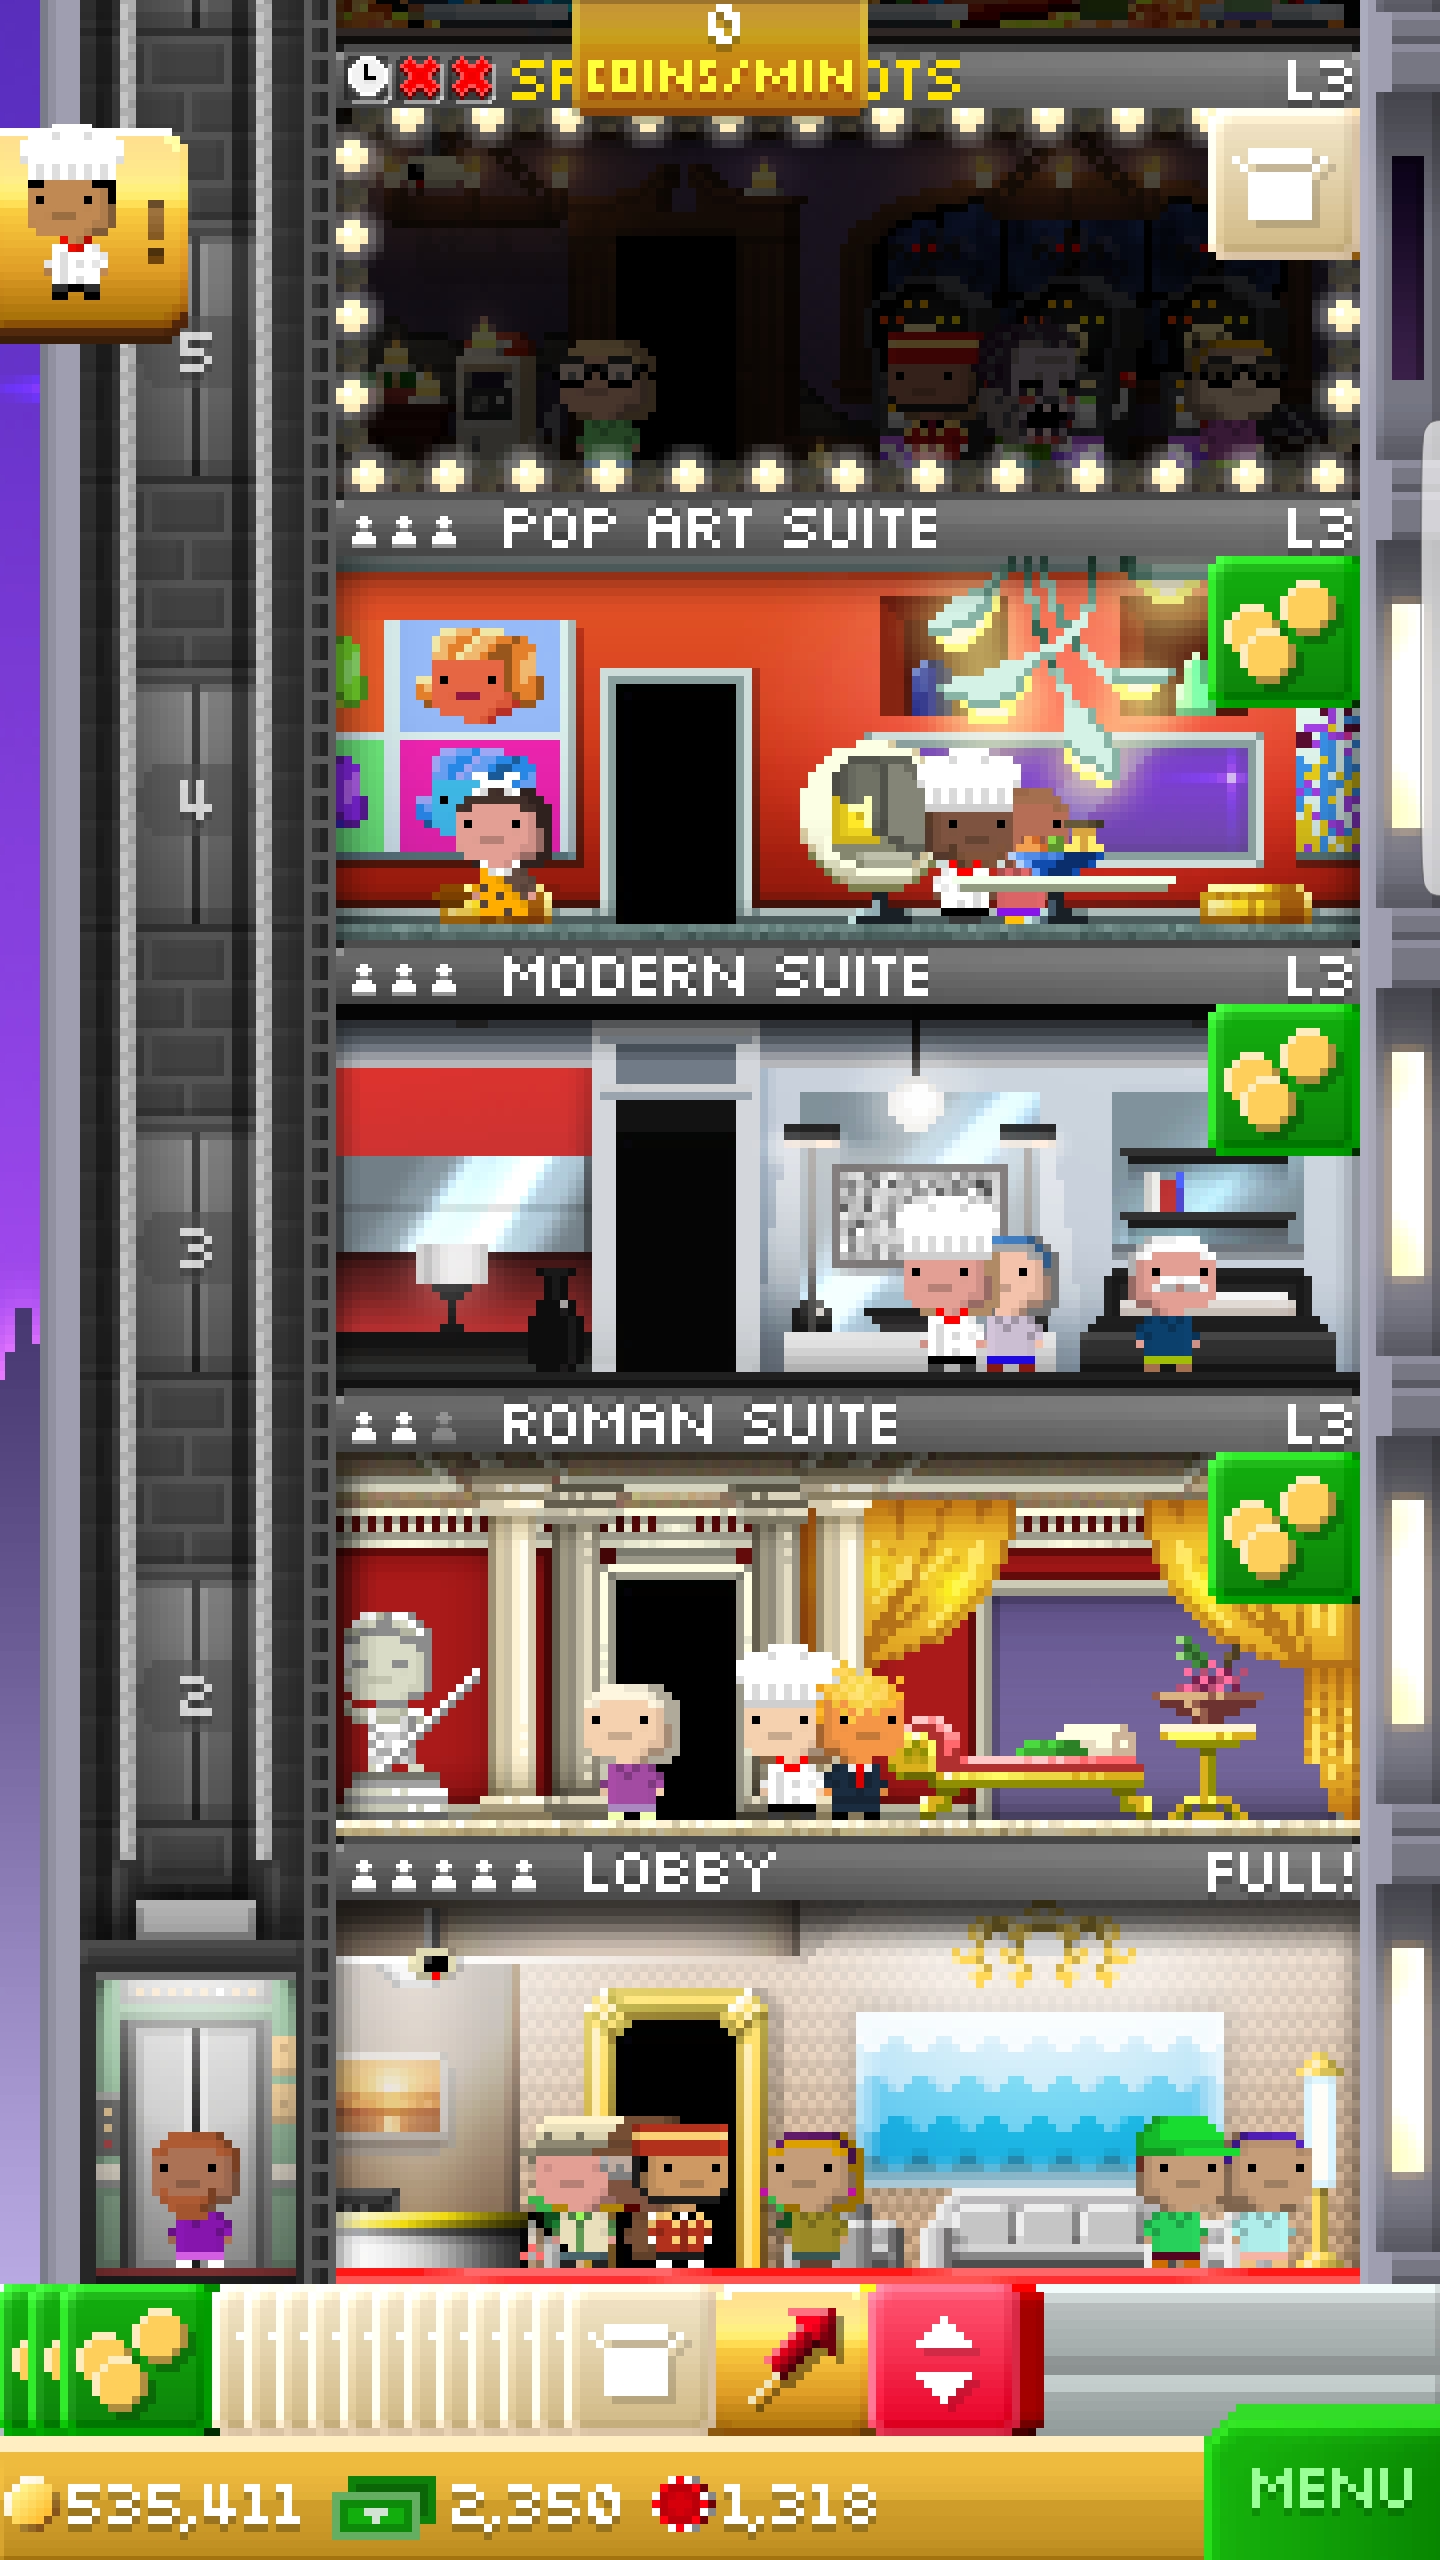 0
COINS/MIN
L3
!
5
POP ART SUITE L3
4
MODERN SUITE L3
3
ROMAN SUITE L3
2
LOBBY FULL!
535,411 2,350 1,318
MENU